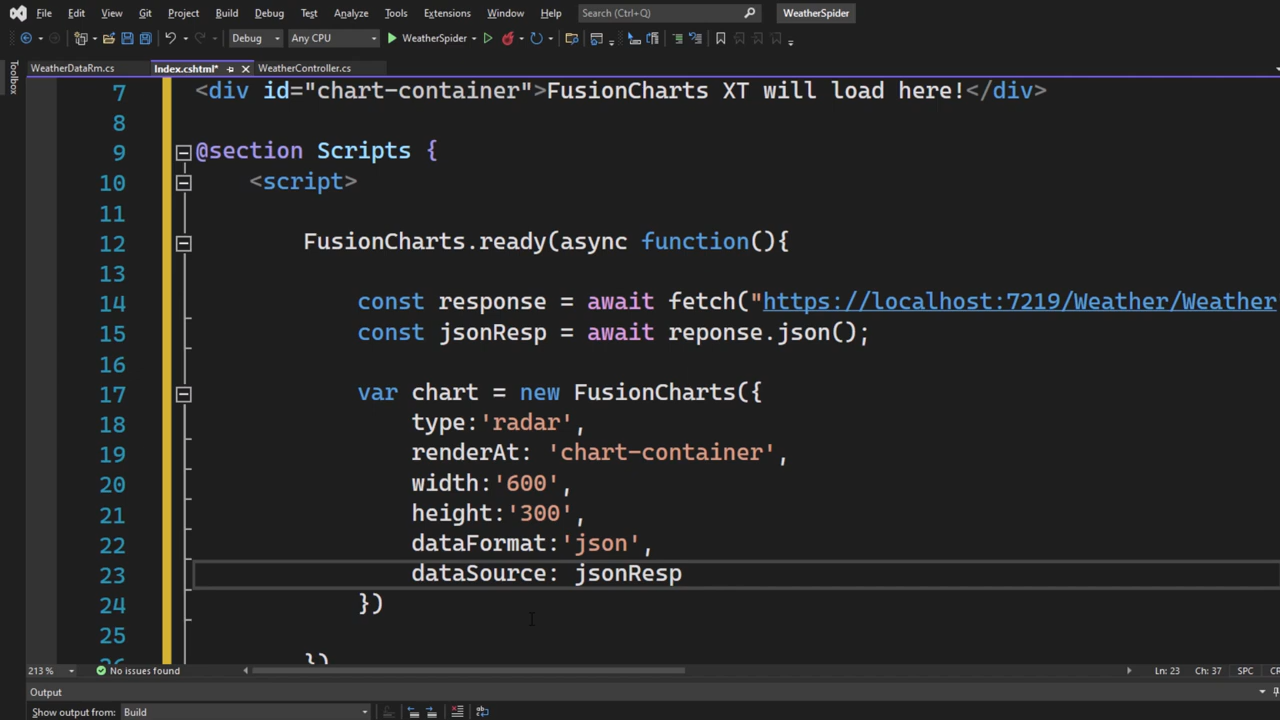 File Edit View Git Project Build Debug Test Analyze Tools Extensions Window Help Search (Ctrl+Q) WeatherSpider
Debug Any CPU WeatherSpider
Toolbox
WeatherDataRm.cs Index.cshtml* WeatherController.cs
7 <div id="chart-container">FusionCharts XT will load here!</div>
8
9 @section Scripts {
10 <script>
11
12 FusionCharts.ready(async function(){
13
14 const response = await fetch("https://localhost:7219/Weather/Weather
15 const jsonResp = await reponse.json();
16
17 var chart = new FusionCharts({
18 type:'radar',
19 renderAt: 'chart-container',
20 width:'600',
21 height:'300',
22 dataFormat:'json',
23 dataSource: jsonResp
24 })
25
26 })
213 % No issues found Ln: 23 Ch: 37 SPC
Output
Show output from: Build